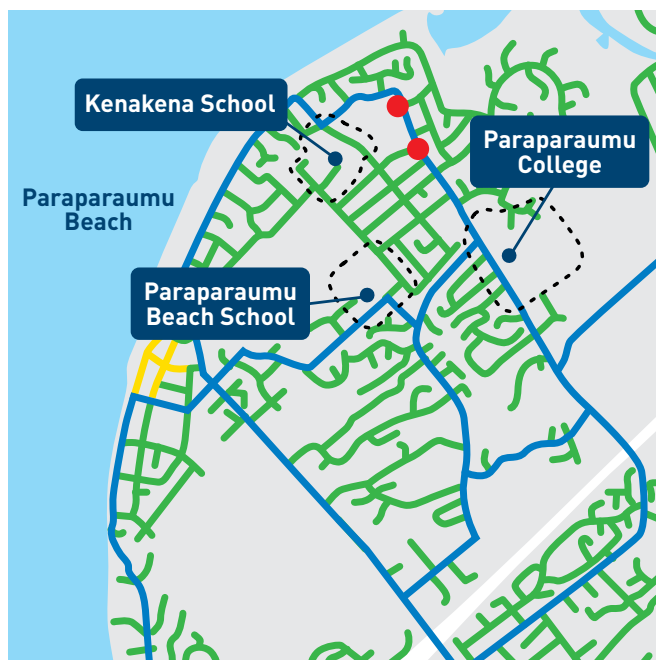 Kenakena School
Paraparaumu
College
Paraparaumu
Beach
Paraparaumu
Beach School